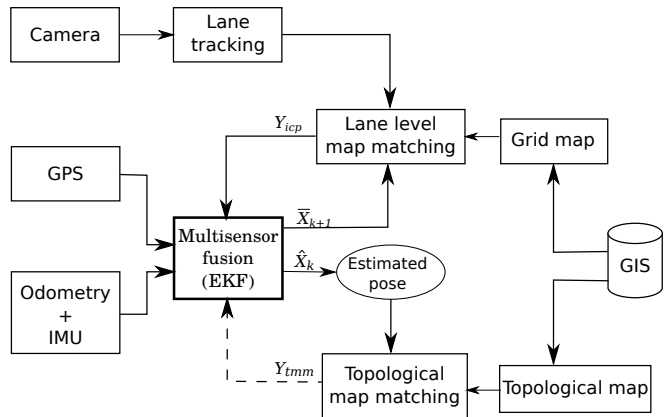 Camera
Lane
tracking
Y_icp
Lane level
map matching
Grid map
GPS
X̅_k+1
Multisensor
fusion
(EKF)
X̂_k
Estimated
pose
GIS
Odometry
+
IMU
Y_tmm
Topological
map matching
Topological map